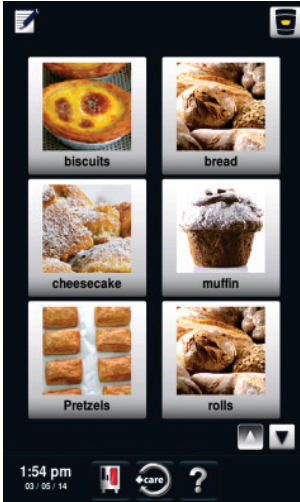 biscuits
bread
cheesecake
muffin
Pretzels
rolls
1:54 pm
03 / 05 / 14
+care
?